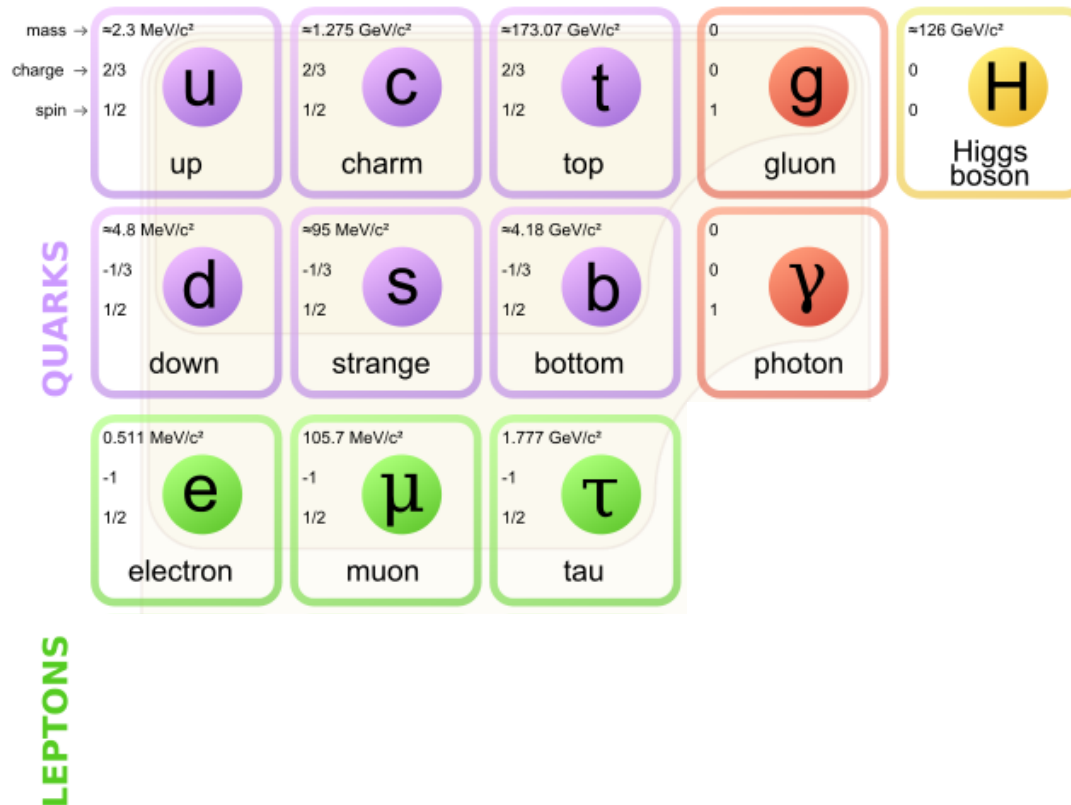 mass → ≈2.3 MeV/c² ≈1.275 GeV/c² ≈173.07 GeV/c² 0 ≈126 GeV/c²
charge → 2/3 2/3 2/3 0 0
spin → 1/2 1/2 1/2 1 0
u c t g H
up charm top gluon Higgs
boson
QUARKS
≈4.8 MeV/c² ≈95 MeV/c² ≈4.18 GeV/c² 0
-1/3 -1/3 -1/3 0
1/2 1/2 1/2 1
d s b γ
down strange bottom photon
0.511 MeV/c² 105.7 MeV/c² 1.777 GeV/c²
-1 -1 -1
1/2 1/2 1/2
e μ τ
electron muon tau
LEPTONS